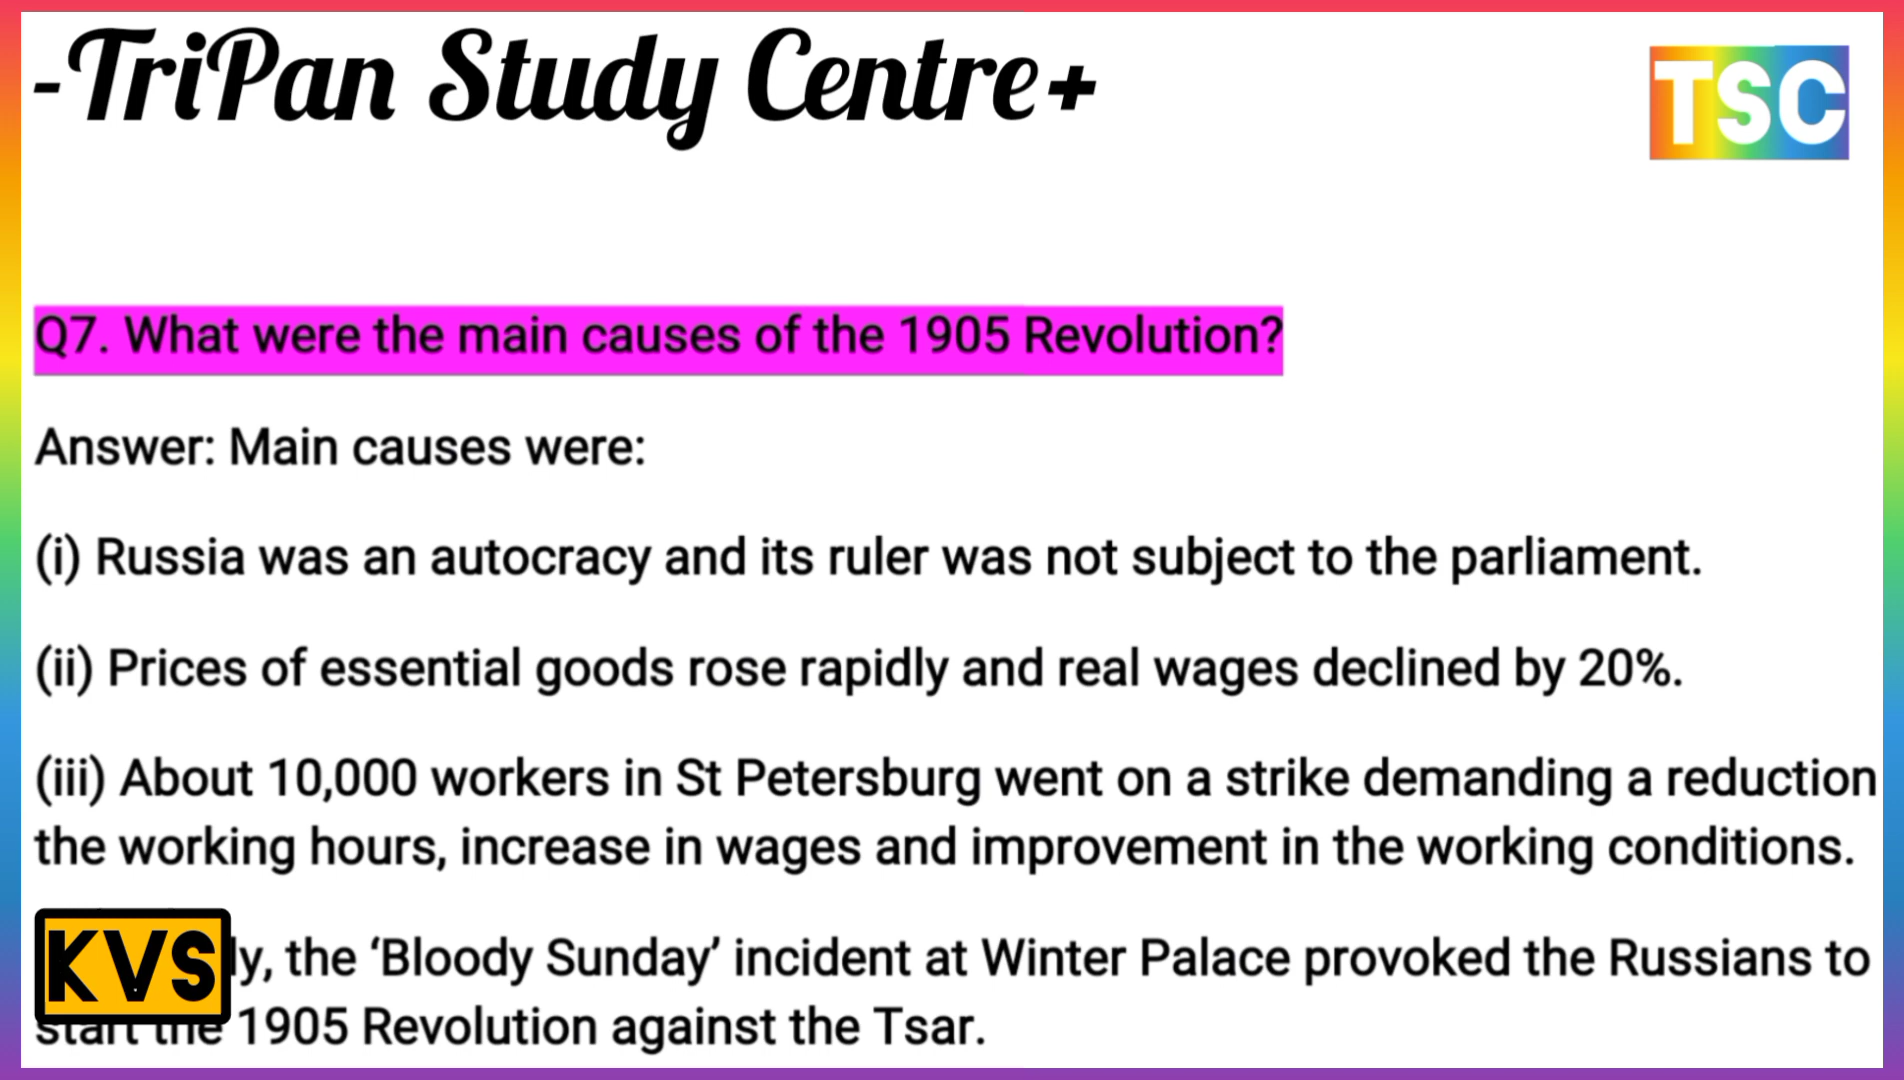 -TriPan Study Centre+
TSC
Q7. What were the main causes of the 1905 Revolution?
Answer: Main causes were:
(i) Russia was an autocracy and its ruler was not subject to the parliament.
(ii) Prices of essential goods rose rapidly and real wages declined by 20%.
(iii) About 10,000 workers in St Petersburg went on a strike demanding a reduction
the working hours, increase in wages and improvement in the working conditions.
KVS
ly, the ‘Bloody Sunday’ incident at Winter Palace provoked the Russians to
start the 1905 Revolution against the Tsar.